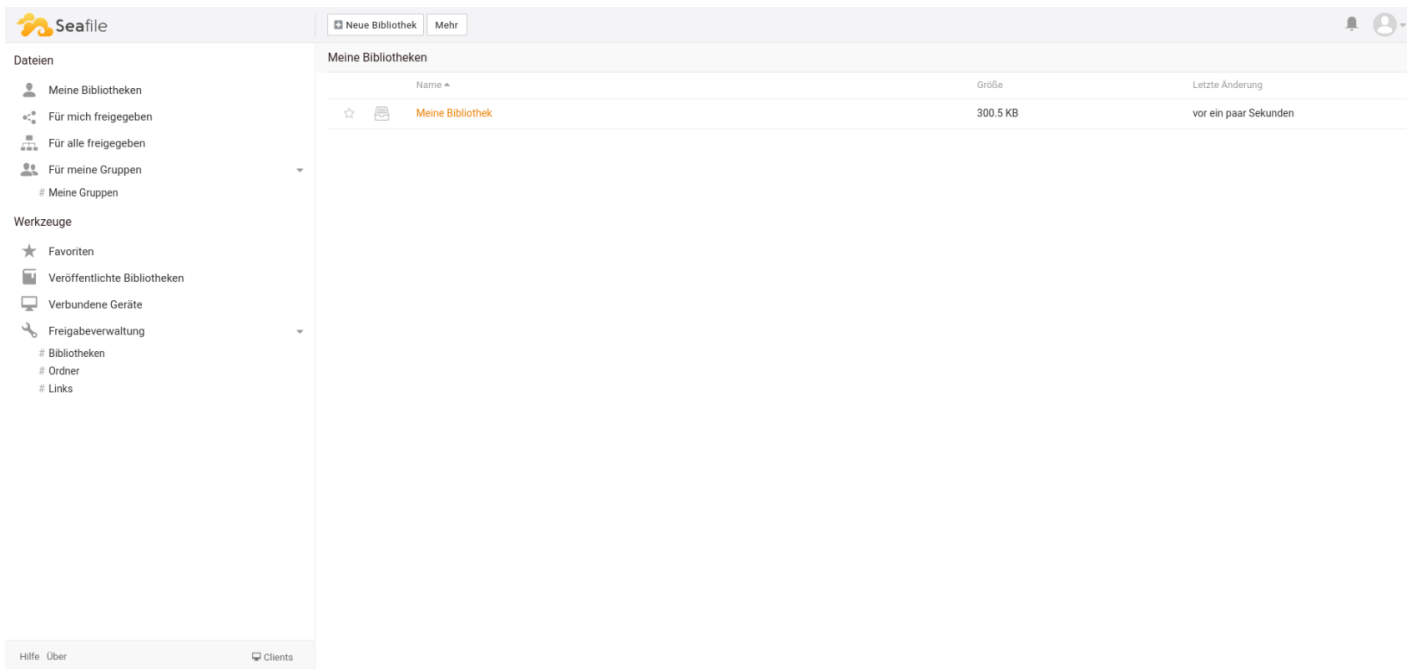 Seafile
Neue Bibliothek Mehr
Dateien
Meine Bibliotheken
Für mich freigegeben
Für alle freigegeben
Für meine Gruppen
# Meine Gruppen
Werkzeuge
Favoriten
Veröffentlichte Bibliotheken
Verbundene Geräte
Freigabeverwaltung
# Bibliotheken
# Ordner
# Links
Hilfe Über Clients
Meine Bibliotheken
Name Größe Letzte Änderung
Meine Bibliothek 300.5 KB vor ein paar Sekunden